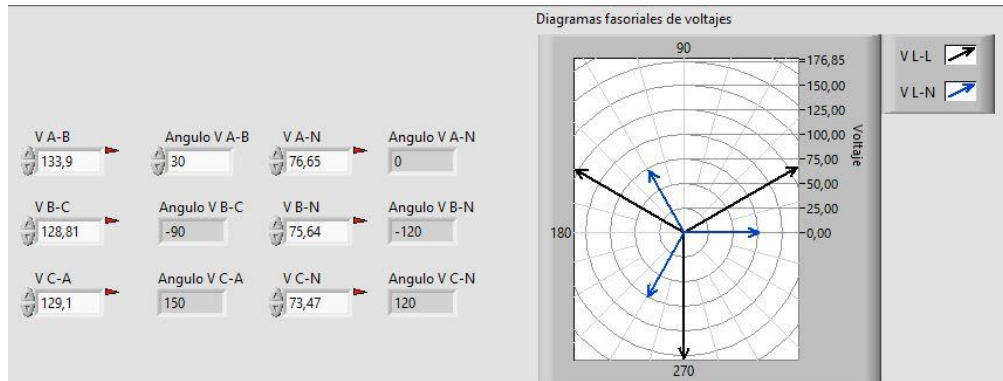 Diagramas fasoriales de voltajes
90
176,85
150,00
125,00
100,00
75,00
50,00
25,00
0,00
Voltaje
180
270
V L-L
V L-N
V A-B Angulo V A-B V A-N Angulo V A-N
133,9 30 76,65 0
V B-C Angulo V B-C V B-N Angulo V B-N
128,81 -90 75,64 -120
V C-A Angulo V C-A V C-N Angulo V C-N
129,1 150 73,47 120